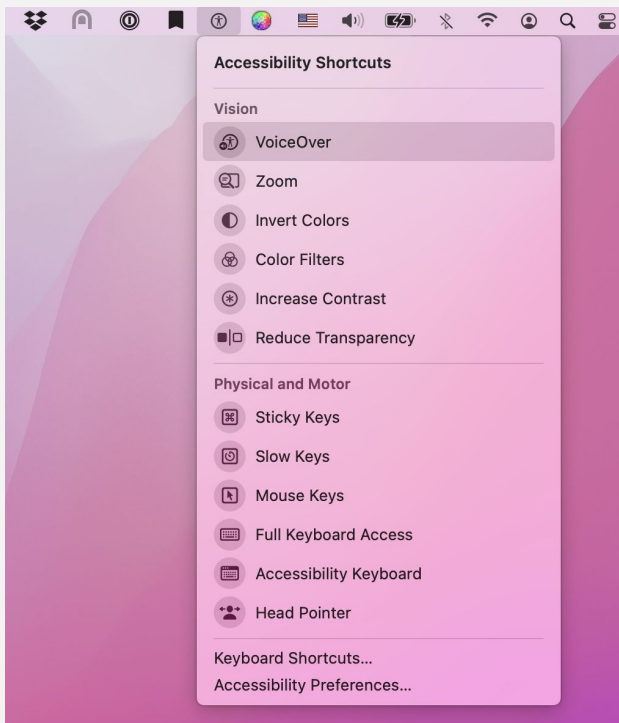 Accessibility Shortcuts
Vision
VoiceOver
Zoom
Invert Colors
Color Filters
Increase Contrast
Reduce Transparency
Physical and Motor
Sticky Keys
Slow Keys
Mouse Keys
Full Keyboard Access
Accessibility Keyboard
Head Pointer
Keyboard Shortcuts...
Accessibility Preferences...